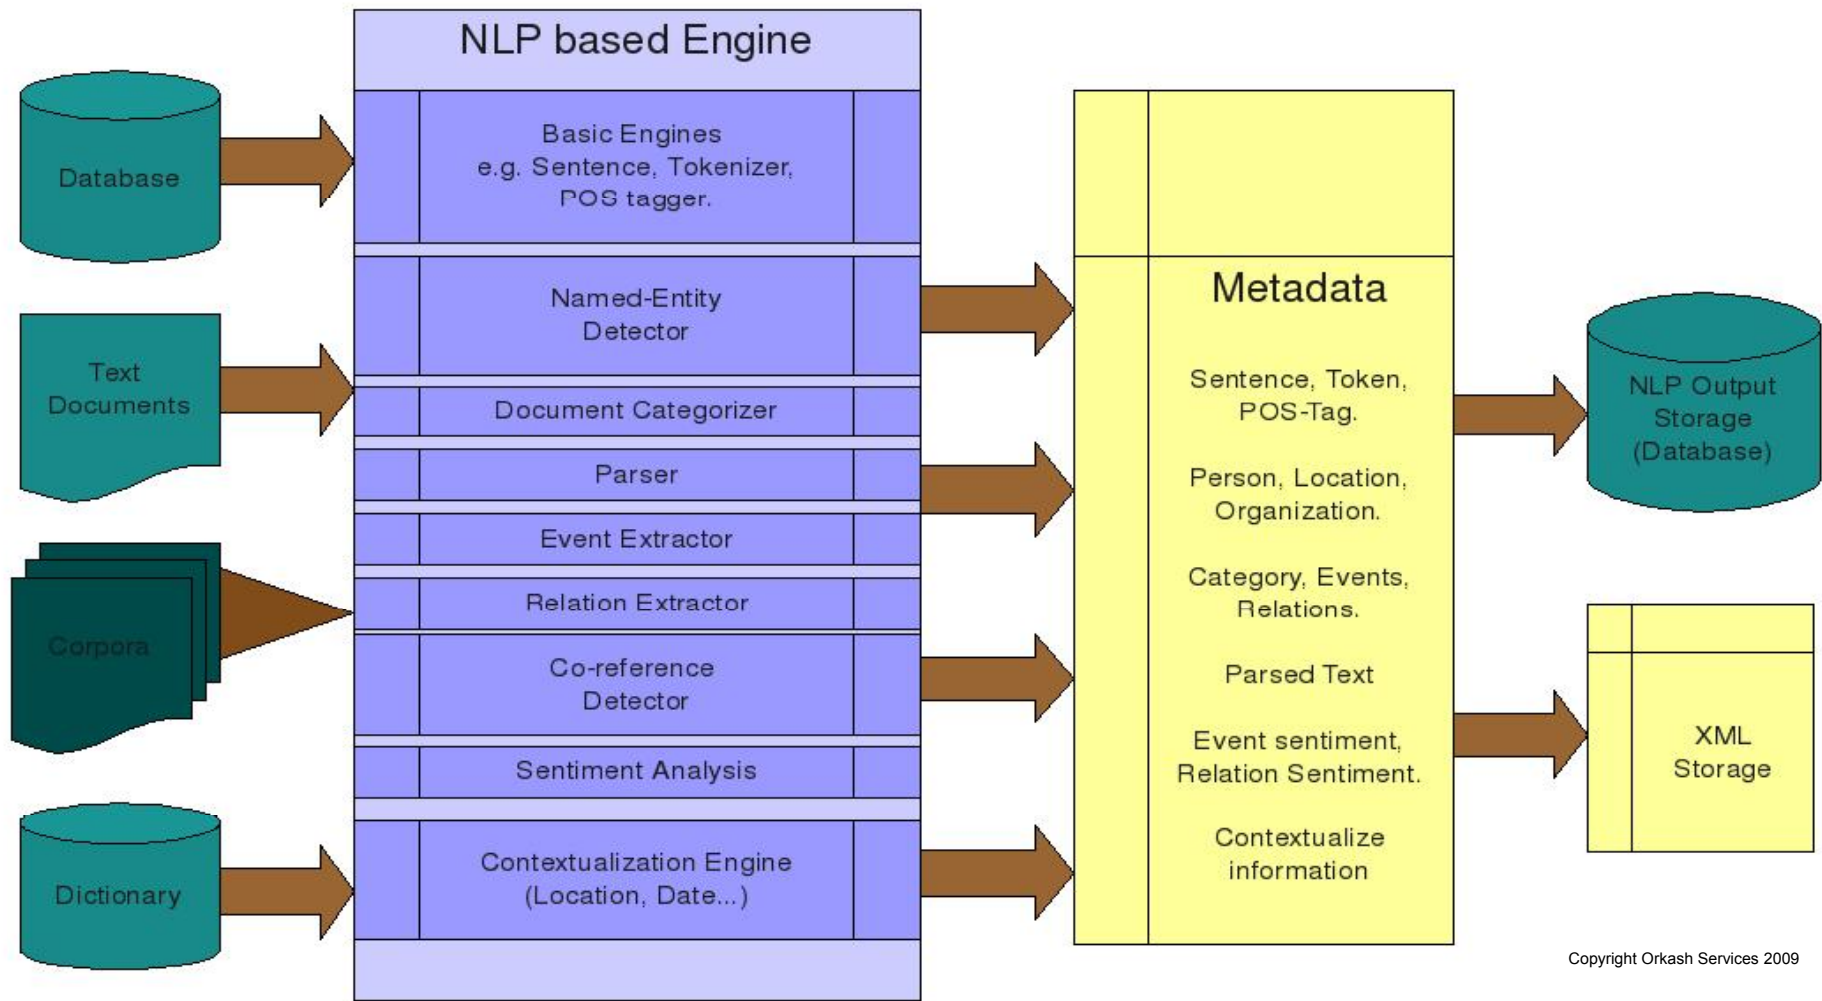 NLP based Engine
Database
Text
Documents
Corpora
Dictionary
Basic Engines
e.g. Sentence, Tokenizer,
POS tagger.
Named-Entity
Detector
Document Categorizer
Parser
Event Extractor
Relation Extractor
Co-reference
Detector
Sentiment Analysis
Contextualization Engine
(Location, Date...)
Metadata
Sentence, Token,
POS-Tag.
Person, Location,
Organization.
Category, Events,
Relations.
Parsed Text
Event sentiment,
Relation Sentiment.
Contextualize
information
NLP Output
Storage
(Database)
XML
Storage
Copyright Orkash Services 2009